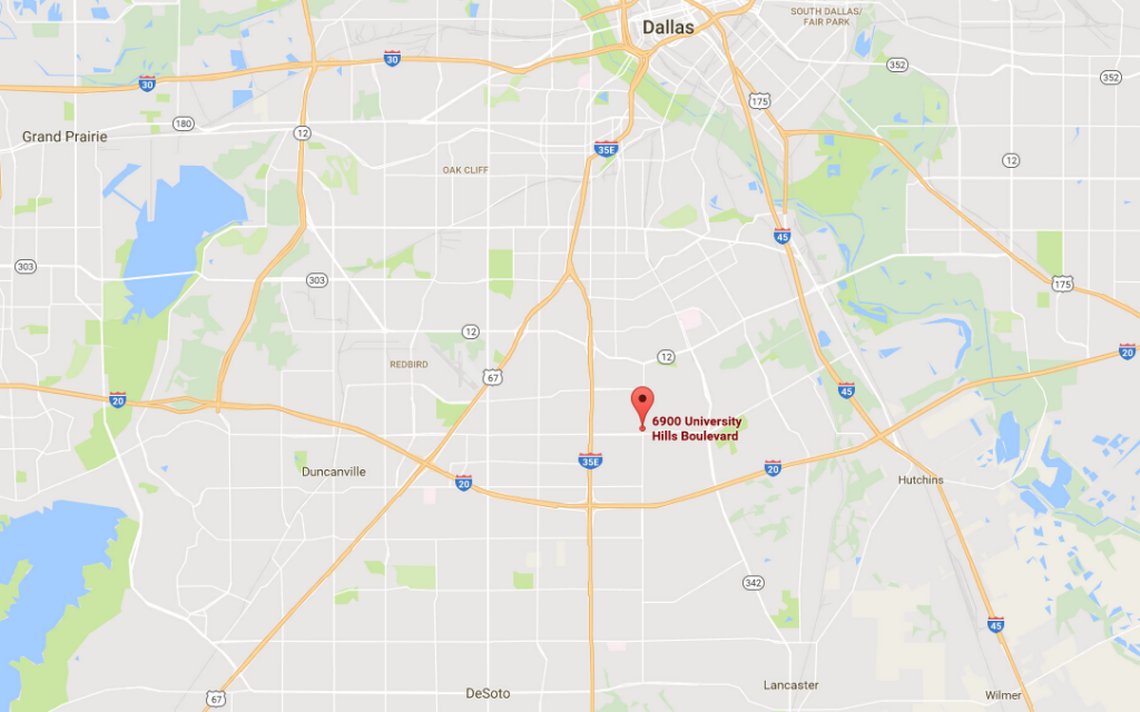 SOUTH DALLAS/
FAIR PARK
Dallas
30
352
30
352
175
180
12
Grand Prairie
35E
12
OAK CLIFF
45
303
303
175
12
12
20
REDBIRD
67
45
20
6900 University
Hills Boulevard
35E
20
Duncanville
20
Hutchins
342
45
Lancaster
DeSoto
Wilmer
67